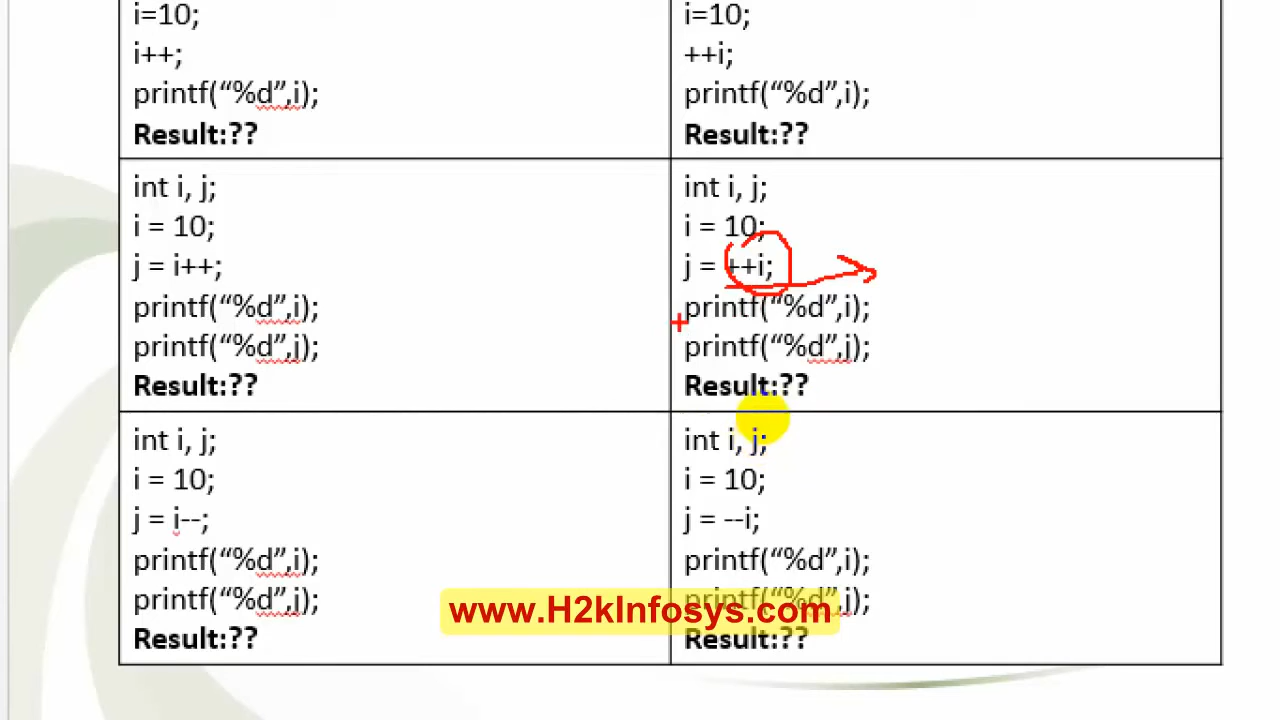 i=10;
i++;
printf(“%d”,i);
Result:??
i=10;
++i;
printf(“%d”,i);
Result:??
int i, j;
i = 10;
j = i++;
printf(“%d”,i);
printf(“%d”,j);
Result:??
int i, j;
i = 10;
j = ++i;
printf(“%d”,i);
printf(“%d”,j);
Result:??
int i, j;
i = 10;
j = i--;
printf(“%d”,i);
printf(“%d”,j);
Result:??
int i, j;
i = 10;
j = --i;
printf(“%d”,i);
printf(“%d”,j);
Result:??
www.H2kInfosys.com